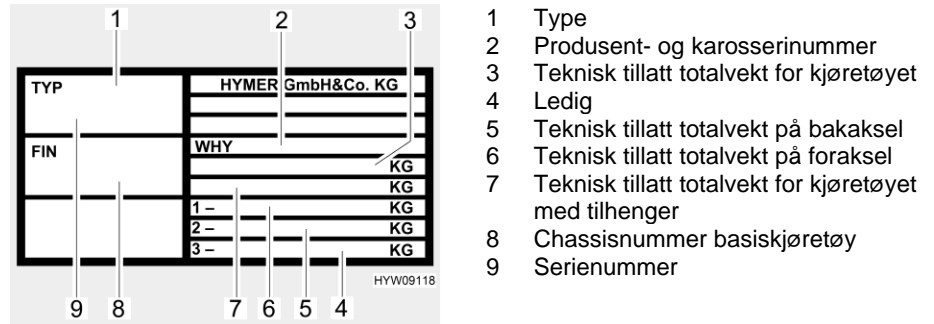 1 2 3
TYP
HYMER GmbH&Co. KG
FIN
WHY
KG
KG
1 – KG
2 – KG
3 – KG
HYW09118
9 8 7 6 5 4
1 Type
2 Produsent- og karosserinummer
3 Teknisk tillatt totalvekt for kjøretøyet
4 Ledig
5 Teknisk tillatt totalvekt på bakaksel
6 Teknisk tillatt totalvekt på foraksel
7 Teknisk tillatt totalvekt for kjøretøyet
med tilhenger
8 Chassisnummer basiskjøretøy
9 Serienummer